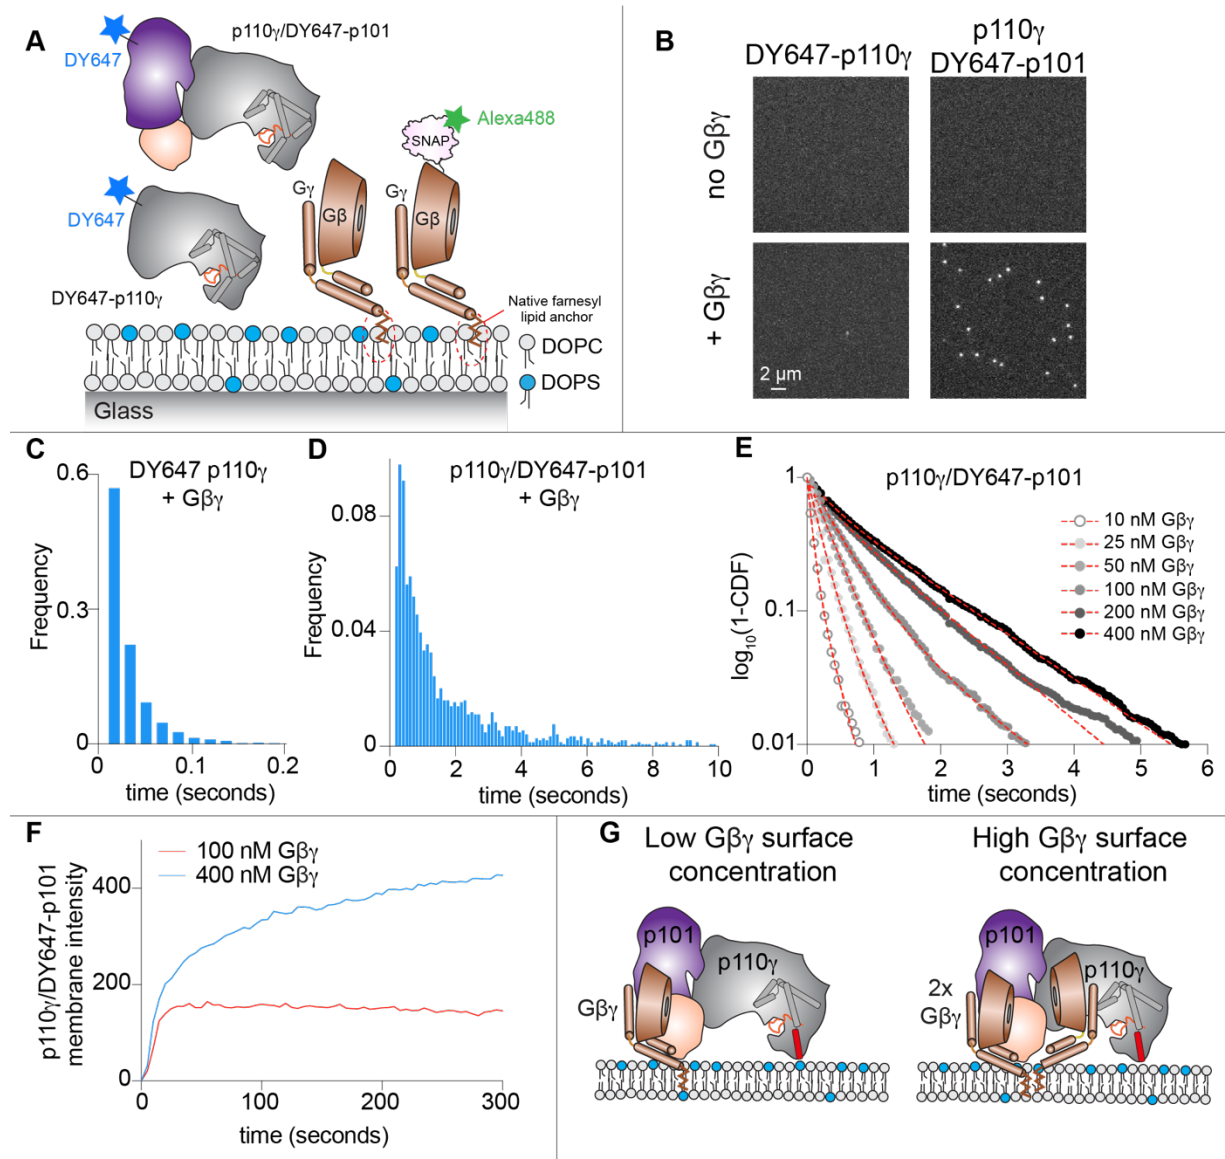 A
p110γ/DY647-p101
DY647
DY647
DY647-p110γ
SNAP
Alexa488
Gγ
Gβ
Gγ
Gβ
Native farnesyl
lipid anchor
DOPC
DOPS
Glass
B
DY647-p110γ
p110γ
DY647-p101
no Gβγ
+ Gβγ
2 µm
C
DY647 p110γ
+ Gβγ
Frequency
0.6
0.3
0
0
0.2
time (seconds)
D
p110γ/DY647-p101
+ Gβγ
Frequency
0.08
0.04
0
0
2
4
6
8
10
time (seconds)
E
p110γ/DY647-p101
log₁₀(1-CDF)
1
0.1
0.01
10 nM Gβγ
25 nM Gβγ
50 nM Gβγ
100 nM Gβγ
200 nM Gβγ
400 nM Gβγ
0
1
2
3
4
5
6
time (seconds)
F
p110γ/DY647-p101
membrane intensity
100 nM Gβγ
400 nM Gβγ
400
200
0
0
100
200
300
time (seconds)
G
Low Gβγ surface
concentration
p101
p110γ
Gβγ
High Gβγ surface
concentration
p101
p110γ
2x
Gβγ